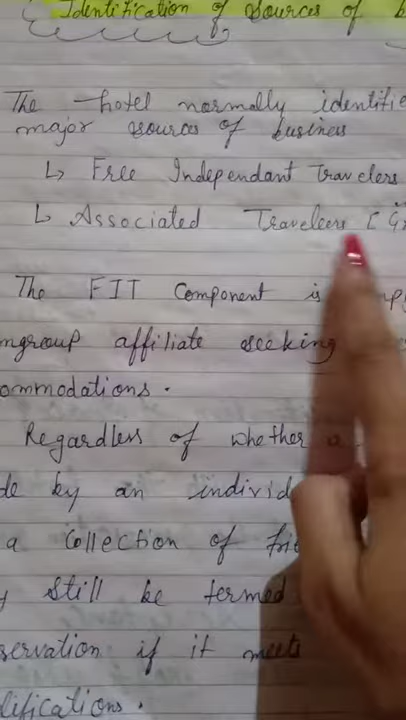 Identification of sources of b
The hotel normally identifie
major sources of business
↳ Free Independant Travelers
↳ Associated Travelers [ G
The FIT Component is
ngroup affiliate seeking
ommodations.
Regardless of whether a
de by an individ
a collection of frie
y still be termed
servation if it meets
lifications.